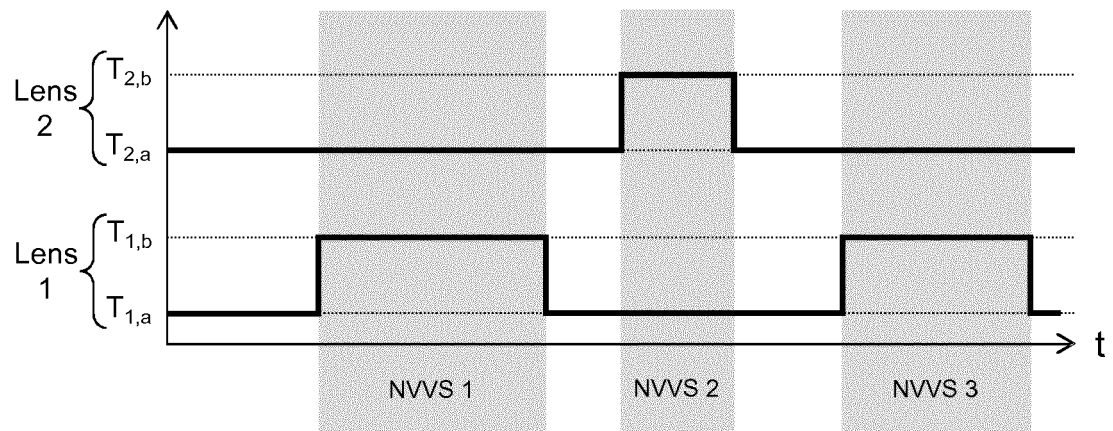 Lens
2
T2,b
T2,a
Lens
1
T1,b
T1,a
t
NVVS 1
NVVS 2
NVVS 3